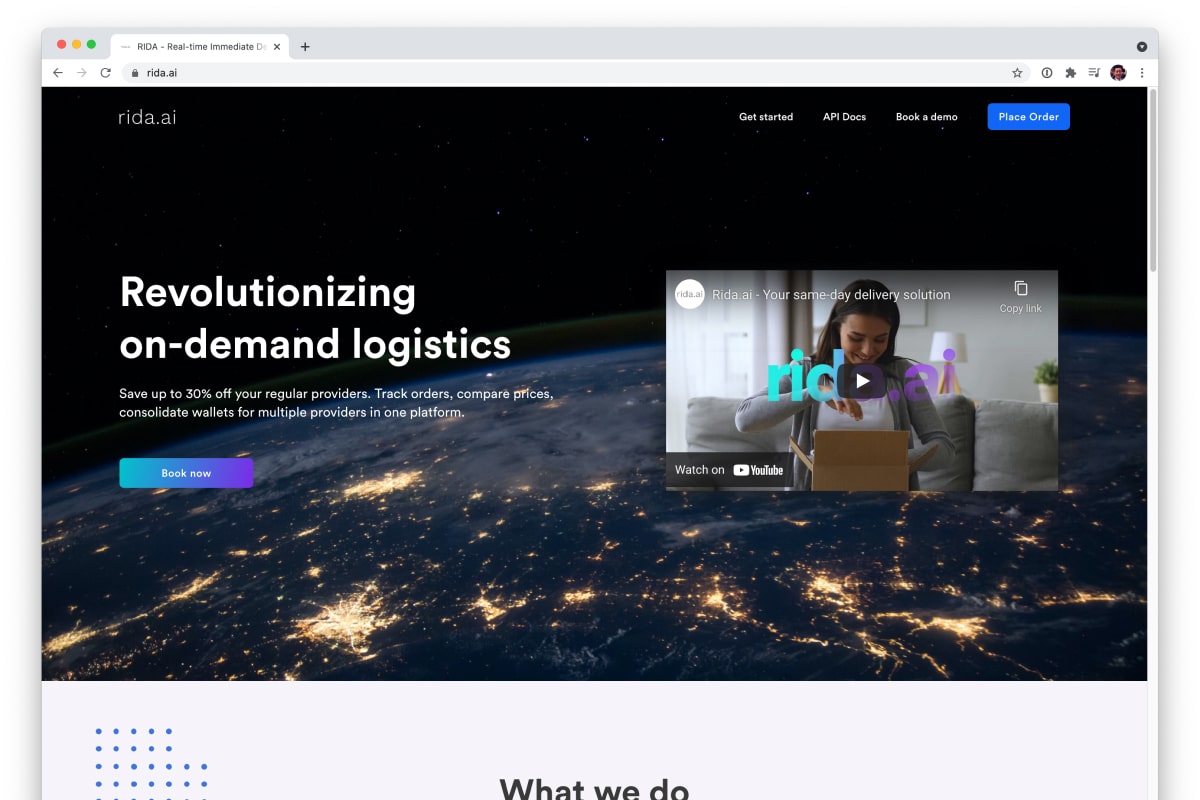 RIDA - Real-time Immediate De
rida.ai
rida.ai
Get started
API Docs
Book a demo
Place Order
Revolutionizing
on-demand logistics
Save up to 30% off your regular providers. Track orders, compare prices,
consolidate wallets for multiple providers in one platform.
Book now
rida.ai
Rida.ai - Your same-day delivery solution
Copy link
rida.ai
Watch on
YouTube
What we do